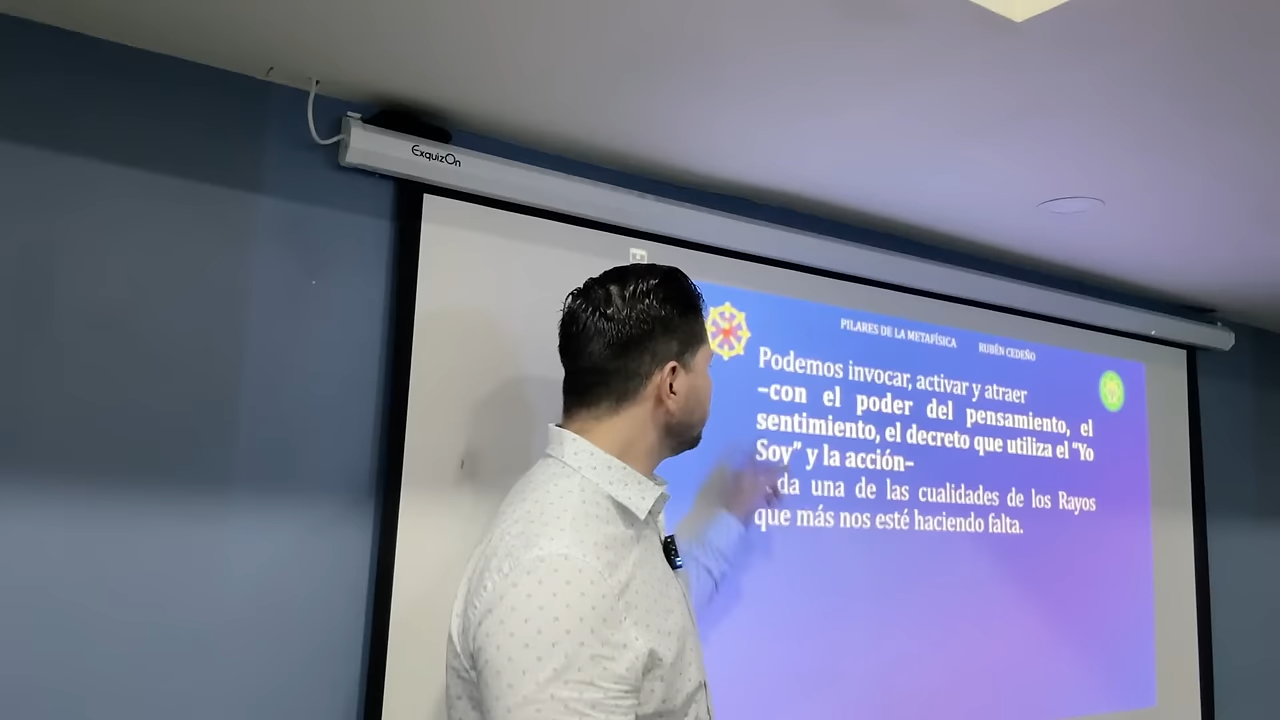 ExquizOn
PILARES DE LA METAFÍSICA RUBÉN CEDEÑO
Podemos invocar, activar y atraer
–con el poder del pensamiento, el
sentimiento, el decreto que utiliza el "Yo
Soy" y la acción–
una de las cualidades de los Rayos
que más nos esté haciendo falta.